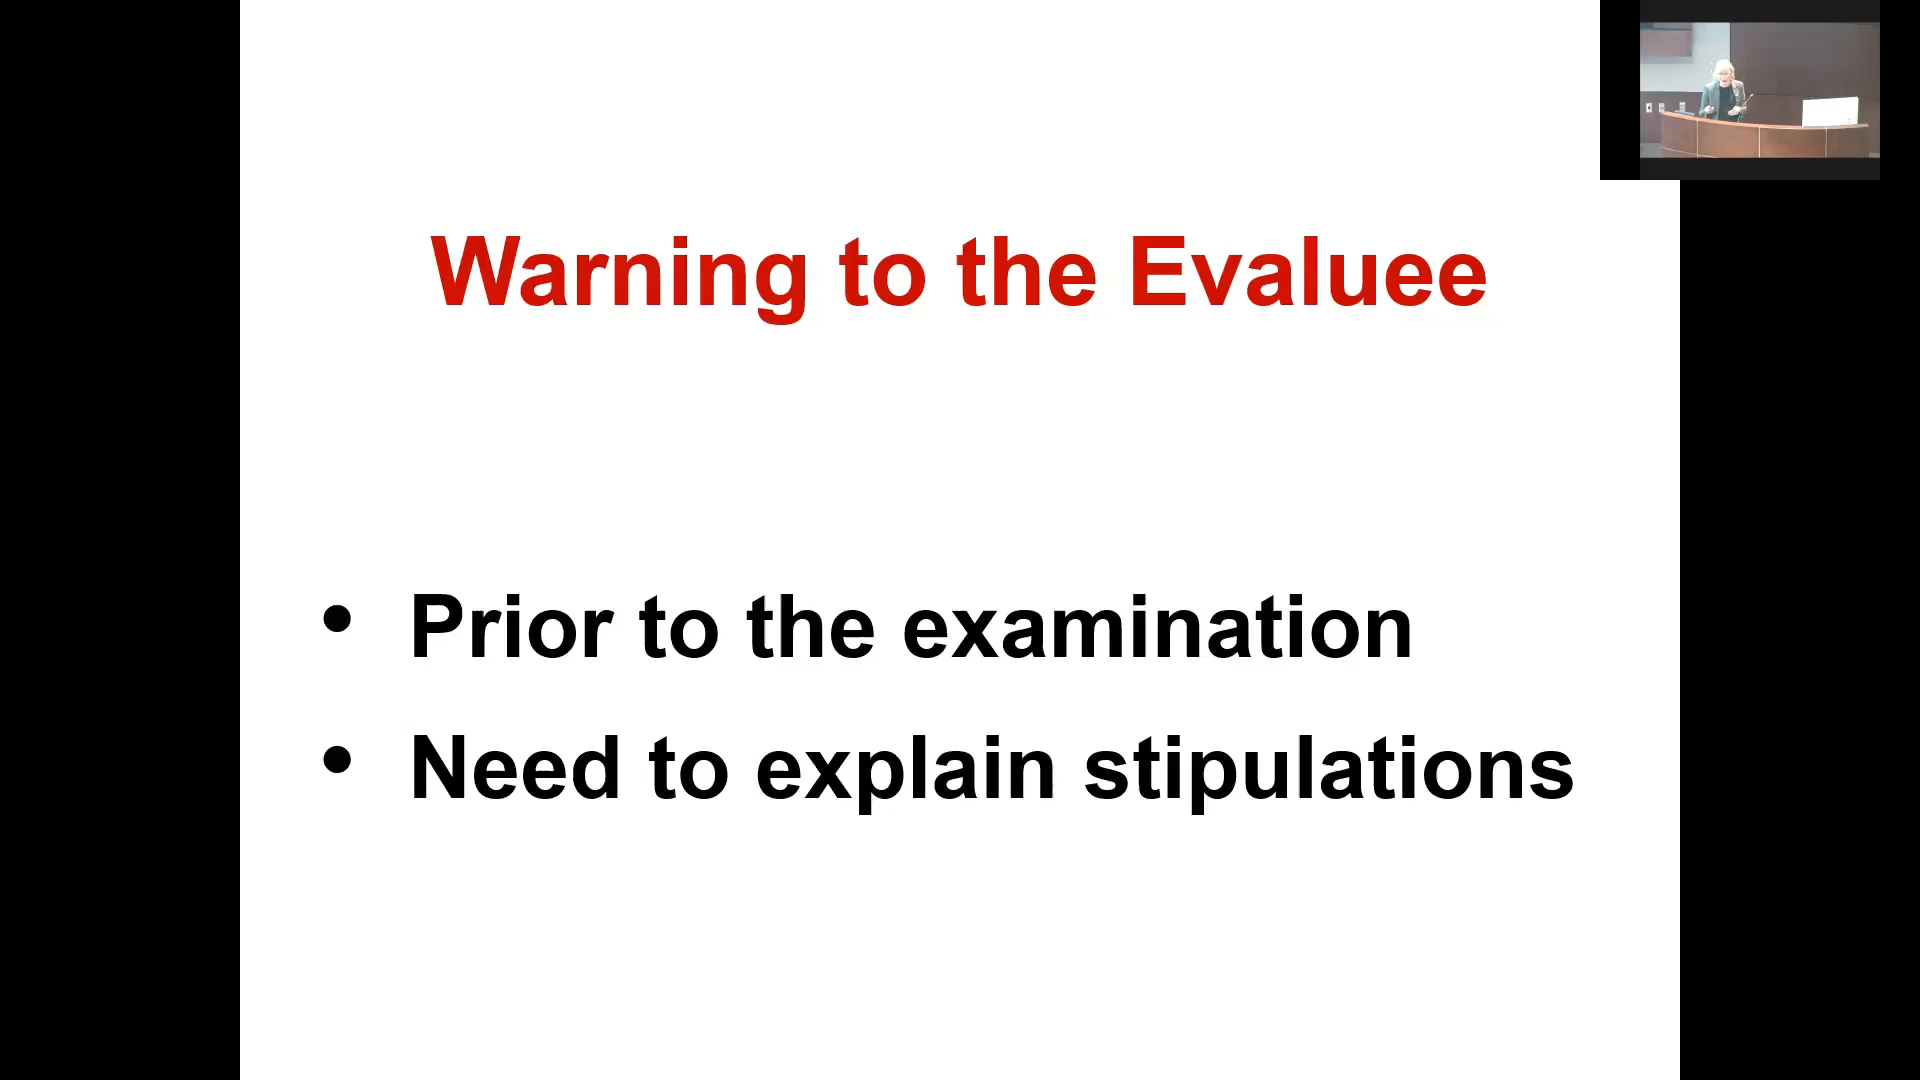 Warning to the Evaluee
• Prior to the examination
• Need to explain stipulations